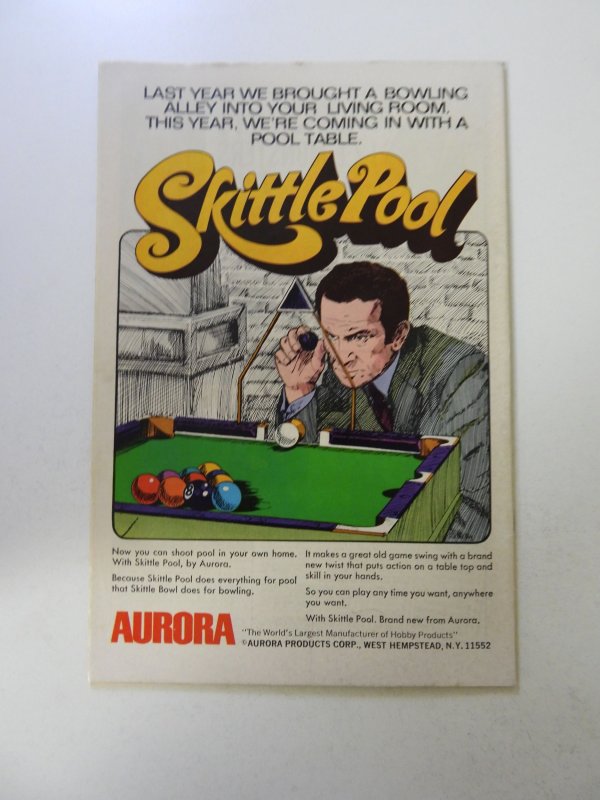 LAST YEAR WE BROUGHT A BOWLING
ALLEY INTO YOUR LIVING ROOM.
THIS YEAR, WE'RE COMING IN WITH A
POOL TABLE.
Skittle Pool
8
Now you can shoot pool in your own home.
With Skittle Pool, by Aurora.
Because Skittle Pool does everything for pool
that Skittle Bowl does for bowling.
It makes a great old game swing with a brand
new twist that puts action on a table top and
skill in your hands.
So you can play any time you want, anywhere
you want.
With Skittle Pool. Brand new from Aurora.
AURORA
"The World's Largest Manufacturer of Hobby Products"
©AURORA PRODUCTS CORP., WEST HEMPSTEAD, N.Y. 11552